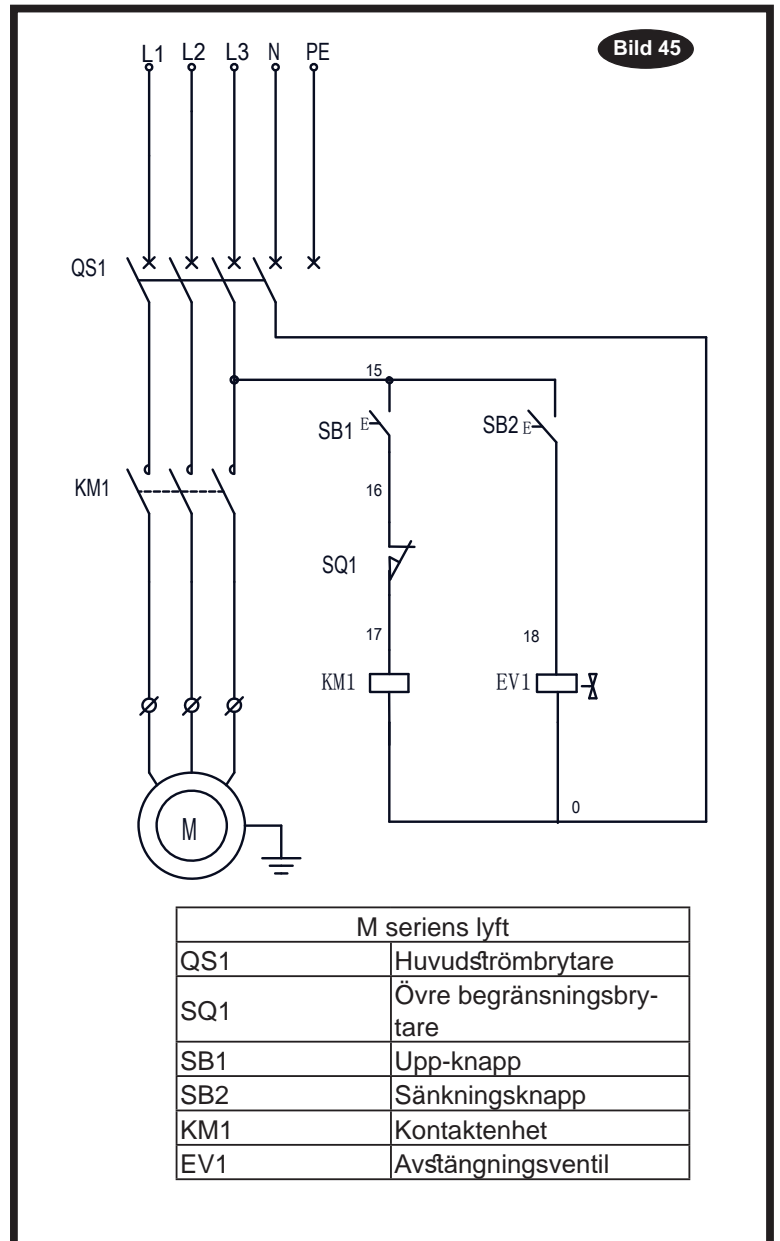 Bild 45
L1 L2 L3 N PE
QS1
15
SB1 E
SB2 E
KM1
16
SQ1
17
18
KM1
EV1
0
M
M seriens lyft
QS1 Huvudströmbrytare
SQ1 Övre begränsningsbry-
tare
SB1 Upp-knapp
SB2 Sänkningsknapp
KM1 Kontaktenhet
EV1 Avstängningsventil